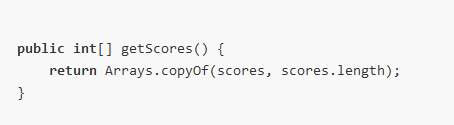 public int[] getScores() {
    return Arrays.copyOf(scores, scores.length);
}